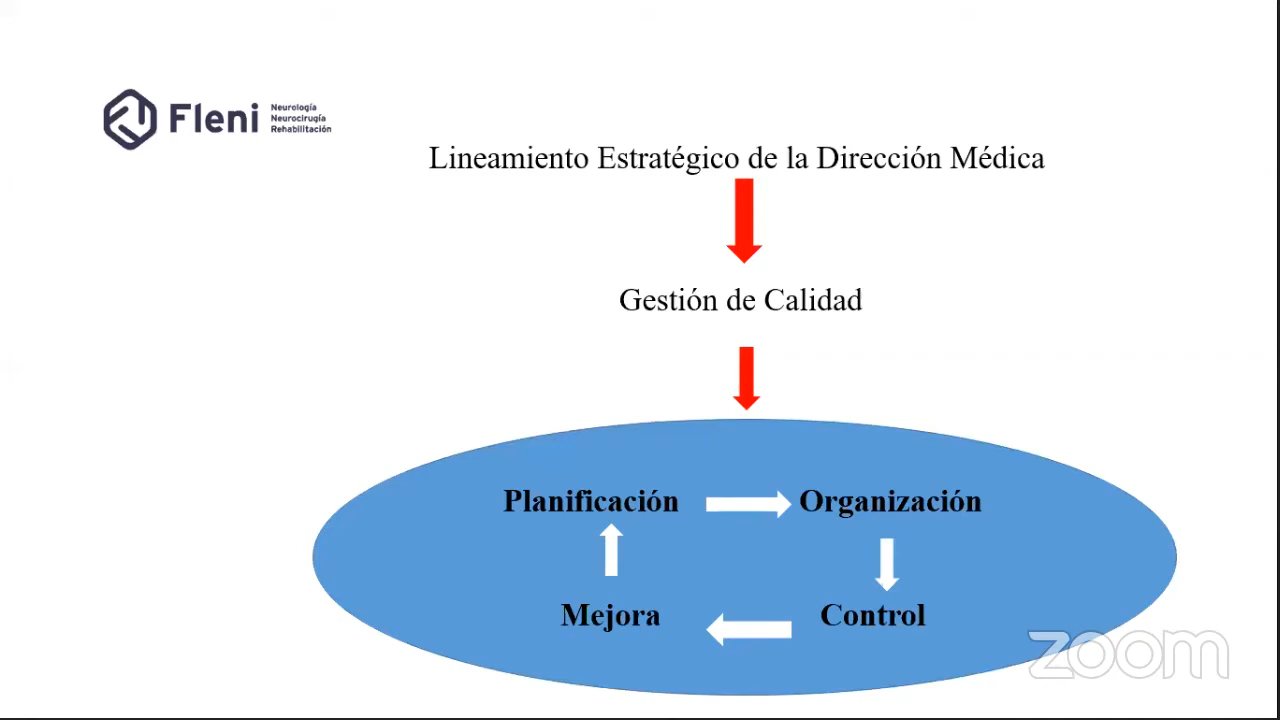 Fleni
Neurología
Neurocirugía
Rehabilitación
Lineamiento Estratégico de la Dirección Médica
Gestión de Calidad
Planificación
Organización
Mejora
Control
zoom